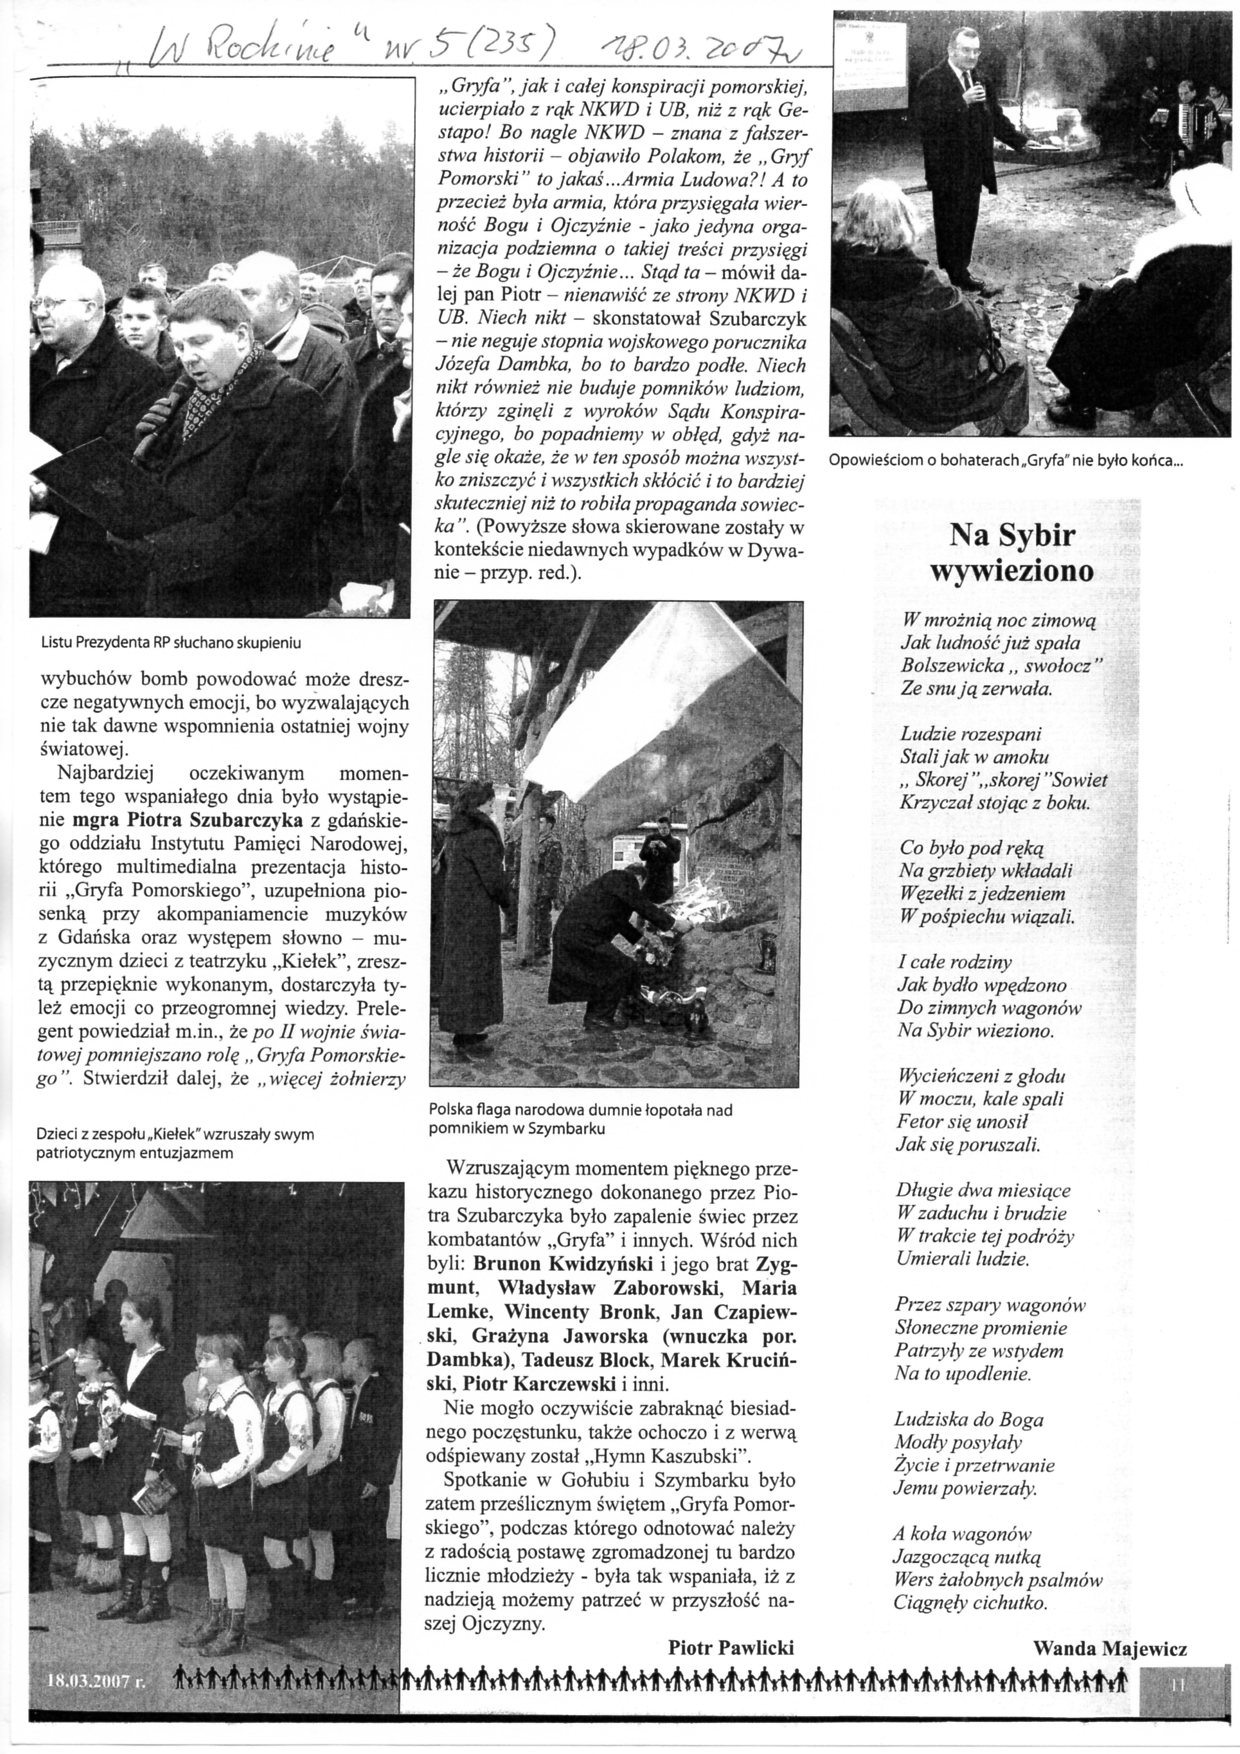 „W Rodzinie" nr 5 (235) 18.03.2007r
Listu Prezydenta RP słuchano skupieniu
wybuchów bomb powodować może dresz-
cze negatywnych emocji, bo wyzwalających
nie tak dawne wspomnienia ostatniej wojny
światowej.
Najbardziej oczekiwanym momen-
tem tego wspaniałego dnia było wystąpie-
nie mgra Piotra Szubarczyka z gdańskie-
go oddziału Instytutu Pamięci Narodowej,
którego multimedialna prezentacja histo-
rii „Gryfa Pomorskiego”, uzupełniona pio-
senką przy akompaniamencie muzyków
z Gdańska oraz występem słowno – mu-
zycznym dzieci z teatrzyku „Kiełek”, zresz-
tą przepięknie wykonanym, dostarczyła ty-
leż emocji co przeogromnej wiedzy. Prele-
gent powiedział m.in., że po II wojnie świa-
towej pomniejszano rolę „Gryfa Pomorskie-
go”. Stwierdził dalej, że „więcej żołnierzy
Dzieci z zespołu „Kiełek” wzruszały swym
patriotycznym entuzjazmem
„Gryfa”, jak i całej konspiracji pomorskiej,
ucierpiało z rąk NKWD i UB, niż z rąk Ge-
stapo! Bo nagle NKWD – znana z fałszer-
stwa historii – objawiło Polakom, że „Gryf
Pomorski” to jakaś...Armia Ludowa?! A to
przecież była armia, która przysięgała wier-
ność Bogu i Ojczyźnie - jako jedyna orga-
nizacja podziemna o takiej treści przysięgi
– że Bogu i Ojczyźnie... Stąd ta – mówił da-
lej pan Piotr – nienawiść ze strony NKWD i
UB. Niech nikt – skonstatował Szubarczyk
– nie neguje stopnia wojskowego porucznika
Józefa Dambka, bo to bardzo podłe. Niech
nikt również nie buduje pomników ludziom,
którzy zginęli z wyroków Sądu Konspira-
cyjnego, bo popadniemy w obłęd, gdyż na-
gle się okaże, że w ten sposób można wszyst-
ko zniszczyć i wszystkich skłócić i to bardziej
skuteczniej niż to robiła propaganda sowiec-
ka”. (Powyższe słowa skierowane zostały w
kontekście niedawnych wypadków w Dywa-
nie – przyp. red.).
Polska flaga narodowa dumnie łopotała nad
pomnikiem w Szymbarku
Wzruszającym momentem pięknego prze-
kazu historycznego dokonanego przez Pio-
tra Szubarczyka było zapalenie świec przez
kombatantów „Gryfa” i innych. Wśród nich
byli: Brunon Kwidzyński i jego brat Zyg-
munt, Władysław Zaborowski, Maria
Lemke, Wincenty Bronk, Jan Czapiew-
ski, Grażyna Jaworska (wnuczka por.
Dambka), Tadeusz Block, Marek Kruciń-
ski, Piotr Karczewski i inni.
Nie mogło oczywiście zabraknąć biesiad-
nego poczęstunku, także ochoczo i z werwą
odśpiewany został „Hymn Kaszubski”.
Spotkanie w Gołubiu i Szymbarku było
zatem prześlicznym świętem „Gryfa Pomor-
skiego”, podczas którego odnotować należy
z radością postawę zgromadzonej tu bardzo
licznie młodzieży - była tak wspaniała, iż z
nadzieją możemy patrzeć w przyszłość na-
szej Ojczyzny.
Piotr Pawlicki
Opowieściom o bohaterach „Gryfa” nie było końca...
Na Sybir
wywieziono
W mroźnią noc zimową
Jak ludność już spała
Bolszewicka „swołocz”
Ze snu ją zerwała.
Ludzie rozespani
Stali jak w amoku
„Skorej”„skorej”Sowiet
Krzyczał stojąc z boku.
Co było pod ręką
Na grzbiety wkładali
Węzełki z jedzeniem
W pośpiechu wiązali.
I całe rodziny
Jak bydło wpędzono
Do zimnych wagonów
Na Sybir wieziono.
Wycieńczeni z głodu
W moczu, kale spali
Fetor się unosił
Jak się poruszali.
Długie dwa miesiące
W zaduchu i brudzie
W trakcie tej podróży
Umierali ludzie.
Przez szpary wagonów
Słoneczne promienie
Patrzyły ze wstydem
Na to upodlenie.
Ludziska do Boga
Modły posyłały
Życie i przetrwanie
Jemu powierzały.
A koła wagonów
Jazgoczącą nutką
Wers żałobnych psalmów
Ciągnęły cichutko.
Wanda Majewicz
18.03.2007 r.
11